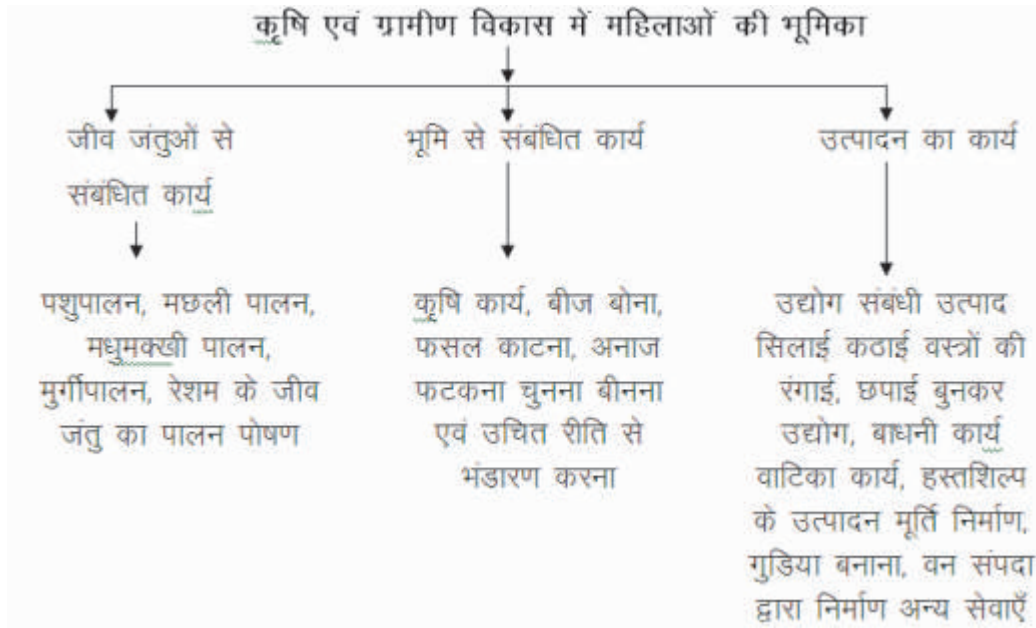 कृषि एवं ग्रामीण विकास में महिलाओं की भूमिका
जीव जंतुओं से
संबंधित कार्य
भूमि से संबंधित कार्य
उत्पादन का कार्य
पशुपालन, मछली पालन,
मधुमक्खी पालन,
मुर्गीपालन, रेशम के जीव
जंतु का पालन पोषण
कृषि कार्य, बीज बोना,
फसल काटना, अनाज
फटकना चुनना बीनना
एवं उचित रीति से
भंडारण करना
उद्योग संबंधी उत्पाद
सिलाई कठाई वस्त्रों की
रंगाई, छपाई बुनकर
उद्योग, बाधनी कार्य
वाटिका कार्य, हस्तशिल्प
के उत्पादन मूर्ति निर्माण,
गुडिया बनाना, वन संपदा
द्वारा निर्माण अन्य सेवाएँ